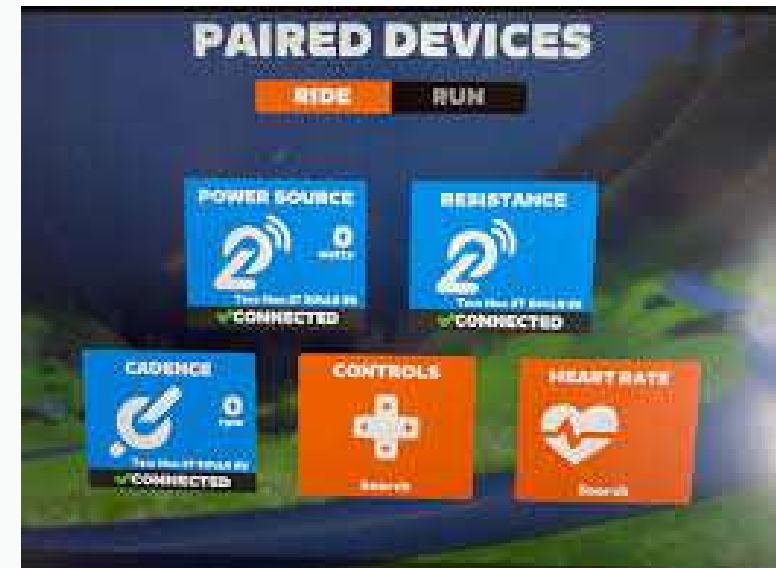 PAIRED DEVICES
RIDE RUN
POWER SOURCE
0
watts
CONNECTED
RESISTANCE
CONNECTED
CADENCE
0
rpm
CONNECTED
CONTROLS
Search
HEART RATE
Search